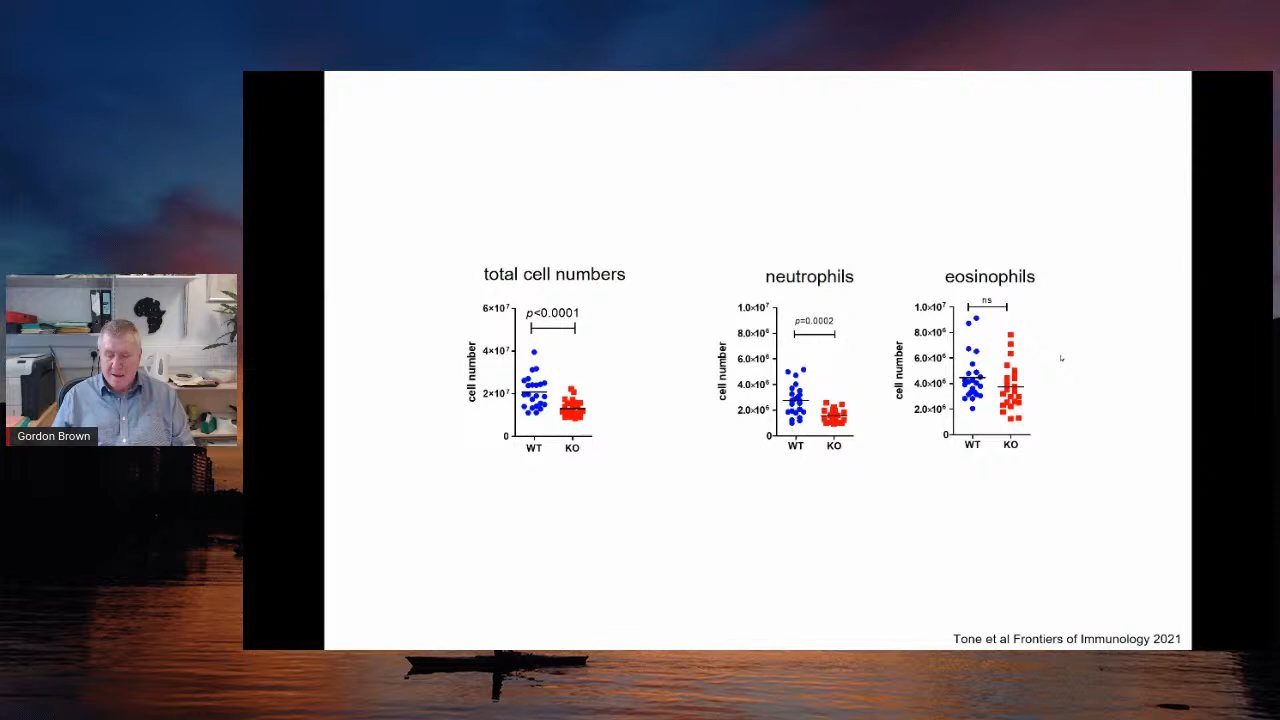 total cell numbers
6×10⁷
4×10⁷
2×10⁷
0
cell number
p<0.0001
WT KO
neutrophils
1.0×10⁷
8.0×10⁶
6.0×10⁶
4.0×10⁶
2.0×10⁶
0
cell number
p=0.0002
WT KO
eosinophils
1.0×10⁷
8.0×10⁶
6.0×10⁶
4.0×10⁶
2.0×10⁶
0
cell number
ns
WT KO
Gordon Brown
Tone et al Frontiers of Immunology 2021